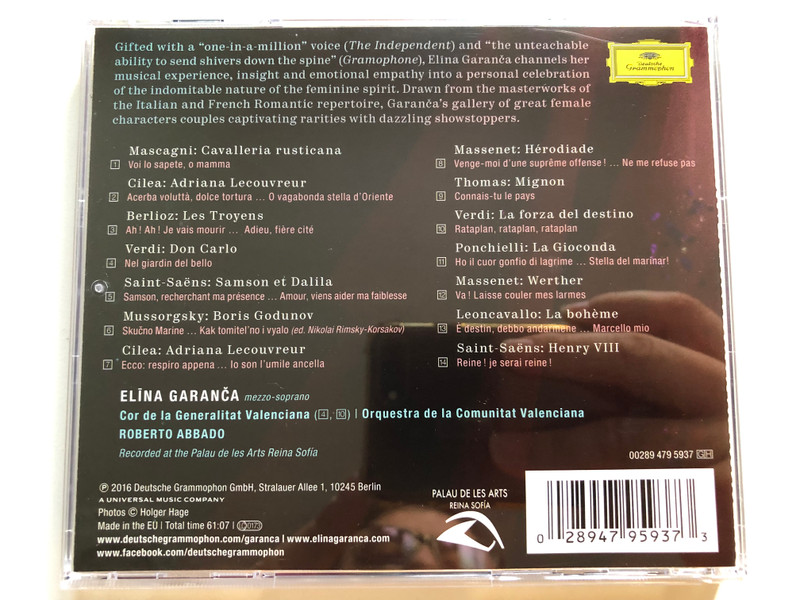 Gifted with a “one-in-a-million” voice (The Independent) and “the unteachable
ability to send shivers down the spine” (Gramophone), Elīna Garanča channels her
musical experience, insight and emotional empathy into a personal celebration
of the indomitable nature of the feminine spirit. Drawn from the masterworks of
the Italian and French Romantic repertoire, Garanča’s gallery of great female
characters couples captivating rarities with dazzling showstoppers.
Deutsche
Grammophon
Mascagni: Cavalleria rusticana
1 Voi lo sapete, o mamma
Cilea: Adriana Lecouvreur
2 Acerba voluttà, dolce tortura ... O vagabonda stella d’Oriente
Berlioz: Les Troyens
3 Ah! Ah! Je vais mourir ... Adieu, fière cité
Verdi: Don Carlo
4 Nel giardin del bello
Saint-Saëns: Samson et Dalila
5 Samson, recherchant ma présence ... Amour, viens aider ma faiblesse
Mussorgsky: Boris Godunov
6 Skučno Marine ... Kak tomitel’no i vyalo (ed. Nikolai Rimsky-Korsakov)
Cilea: Adriana Lecouvreur
7 Ecco: respiro appena ... Io son l’umile ancella
Massenet: Hérodiade
8 Venge-moi d’une suprême offense! ... Ne me refuse pas
Thomas: Mignon
9 Connais-tu le pays
Verdi: La forza del destino
10 Rataplan, rataplan, rataplan
Ponchielli: La Gioconda
11 Ho il cuor gonfio di lagrime ... Stella del marinar!
Massenet: Werther
12 Va! Laisse couler mes larmes
Leoncavallo: La bohème
13 È destin, debbo andarmene ... Marcello mio
Saint-Saëns: Henry VIII
14 Reine! je serai reine!
ELĪNA GARANČA mezzo-soprano
Cor de la Generalitat Valenciana (4, 10) | Orquestra de la Comunitat Valenciana
ROBERTO ABBADO
Recorded at the Palau de les Arts Reina Sofía
00289 479 5937 GH
℗ 2016 Deutsche Grammophon GmbH, Stralauer Allee 1, 10245 Berlin
A UNIVERSAL MUSIC COMPANY
Photos © Holger Hage
Made in the EU | Total time 61:07 | LC 0173
www.deutschegrammophon.com/garanca | www.elinagaranca.com
www.facebook.com/deutschegrammophon
PALAU DE LES ARTS
REINA SOFÍA
0 28947 95937 3